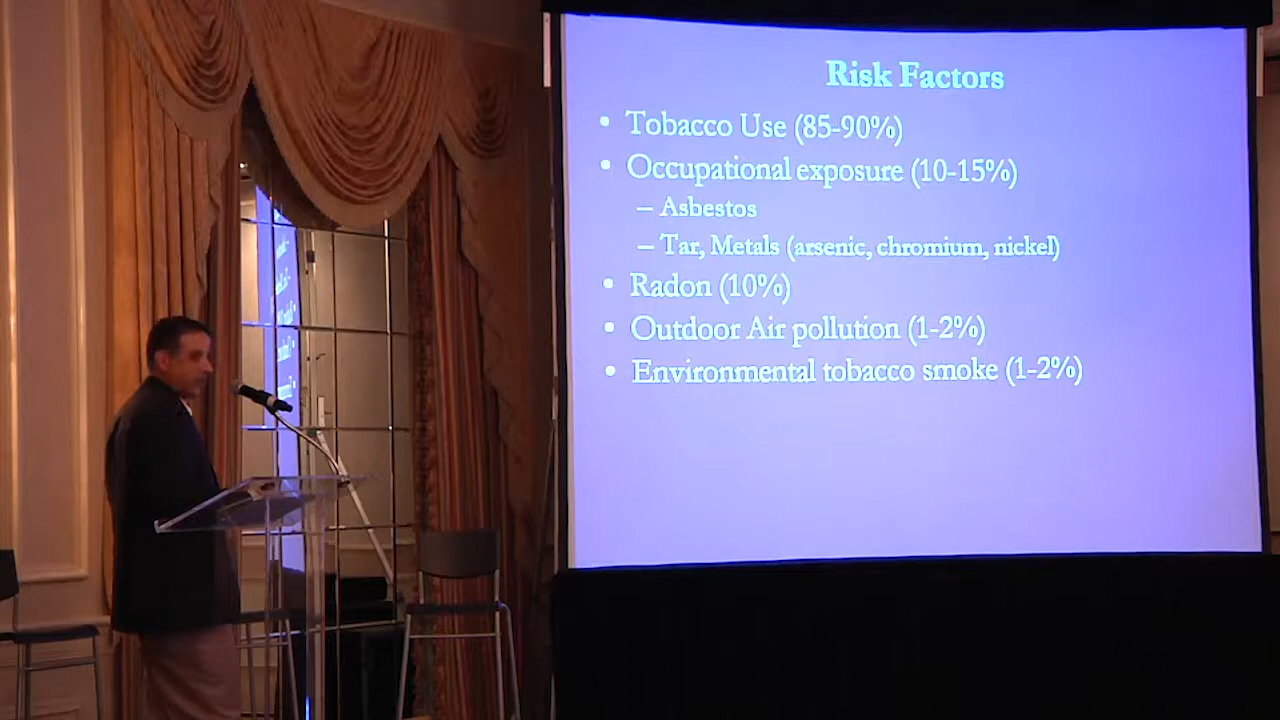 Risk Factors
• Tobacco Use (85-90%)
• Occupational exposure (10-15%)
– Asbestos
– Tar, Metals (arsenic, chromium, nickel)
• Radon (10%)
• Outdoor Air pollution (1-2%)
• Environmental tobacco smoke (1-2%)